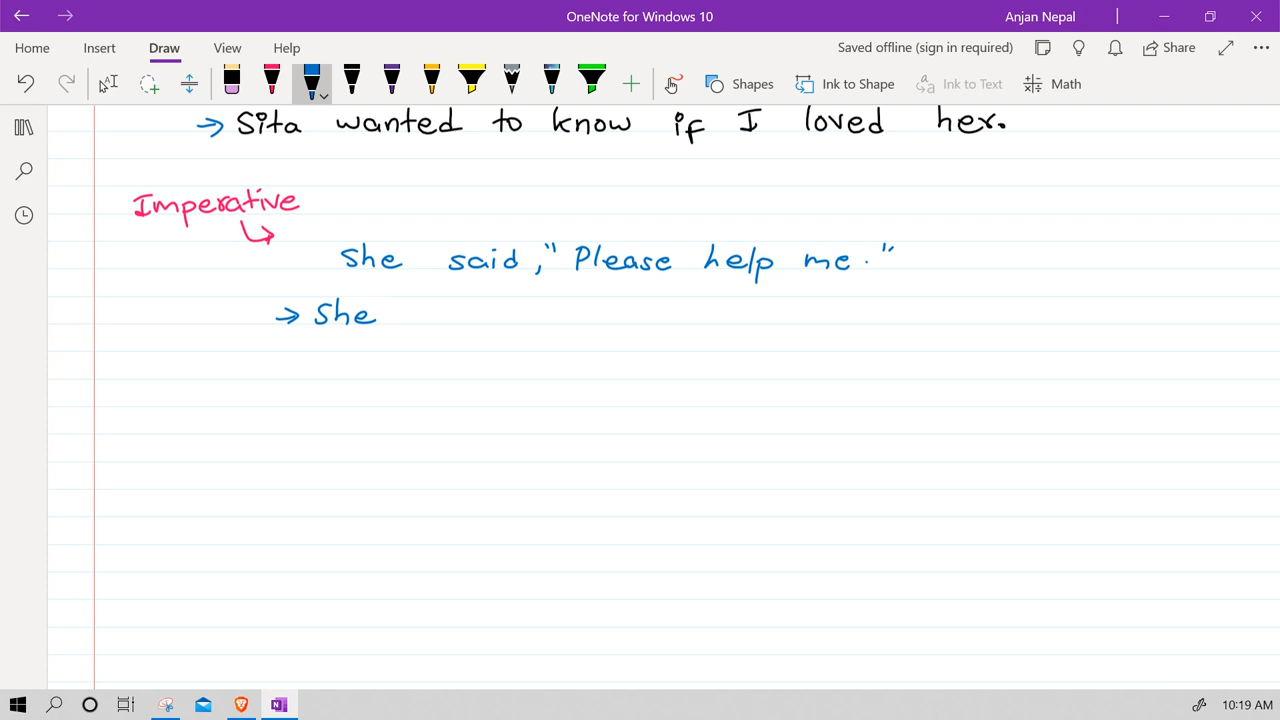 OneNote for Windows 10
Anjan Nepal
Home Insert Draw View Help
Saved offline (sign in required) Share
Shapes Ink to Shape Ink to Text Math
→ Sita wanted to know if I loved her.
Imperative
She said, "Please help me."
→ She
10:19 AM